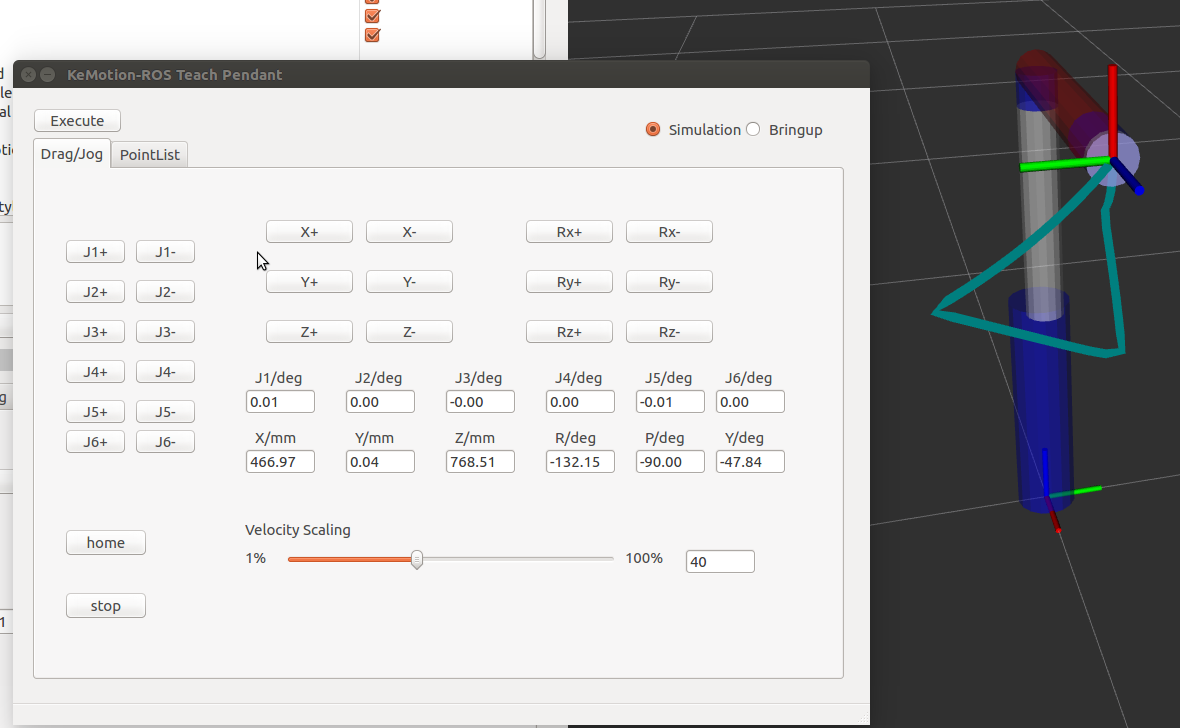 d
le
al
KeMotion-ROS Teach Pendant
Execute
Simulation Bringup
Drag/Jog PointList
ty
X+ X- Rx+ Rx-
J1+ J1-
Y+ Y- Ry+ Ry-
J2+ J2-
Z+ Z- Rz+ Rz-
J3+ J3-
J4+ J4-
J1/deg J2/deg J3/deg J4/deg J5/deg J6/deg
g
0.01 0.00 -0.00 0.00 -0.01 0.00
J5+ J5-
J6+ J6-
X/mm Y/mm Z/mm R/deg P/deg Y/deg
466.97 0.04 768.51 -132.15 -90.00 -47.84
Velocity Scaling
home
1% 100% 40
stop
1